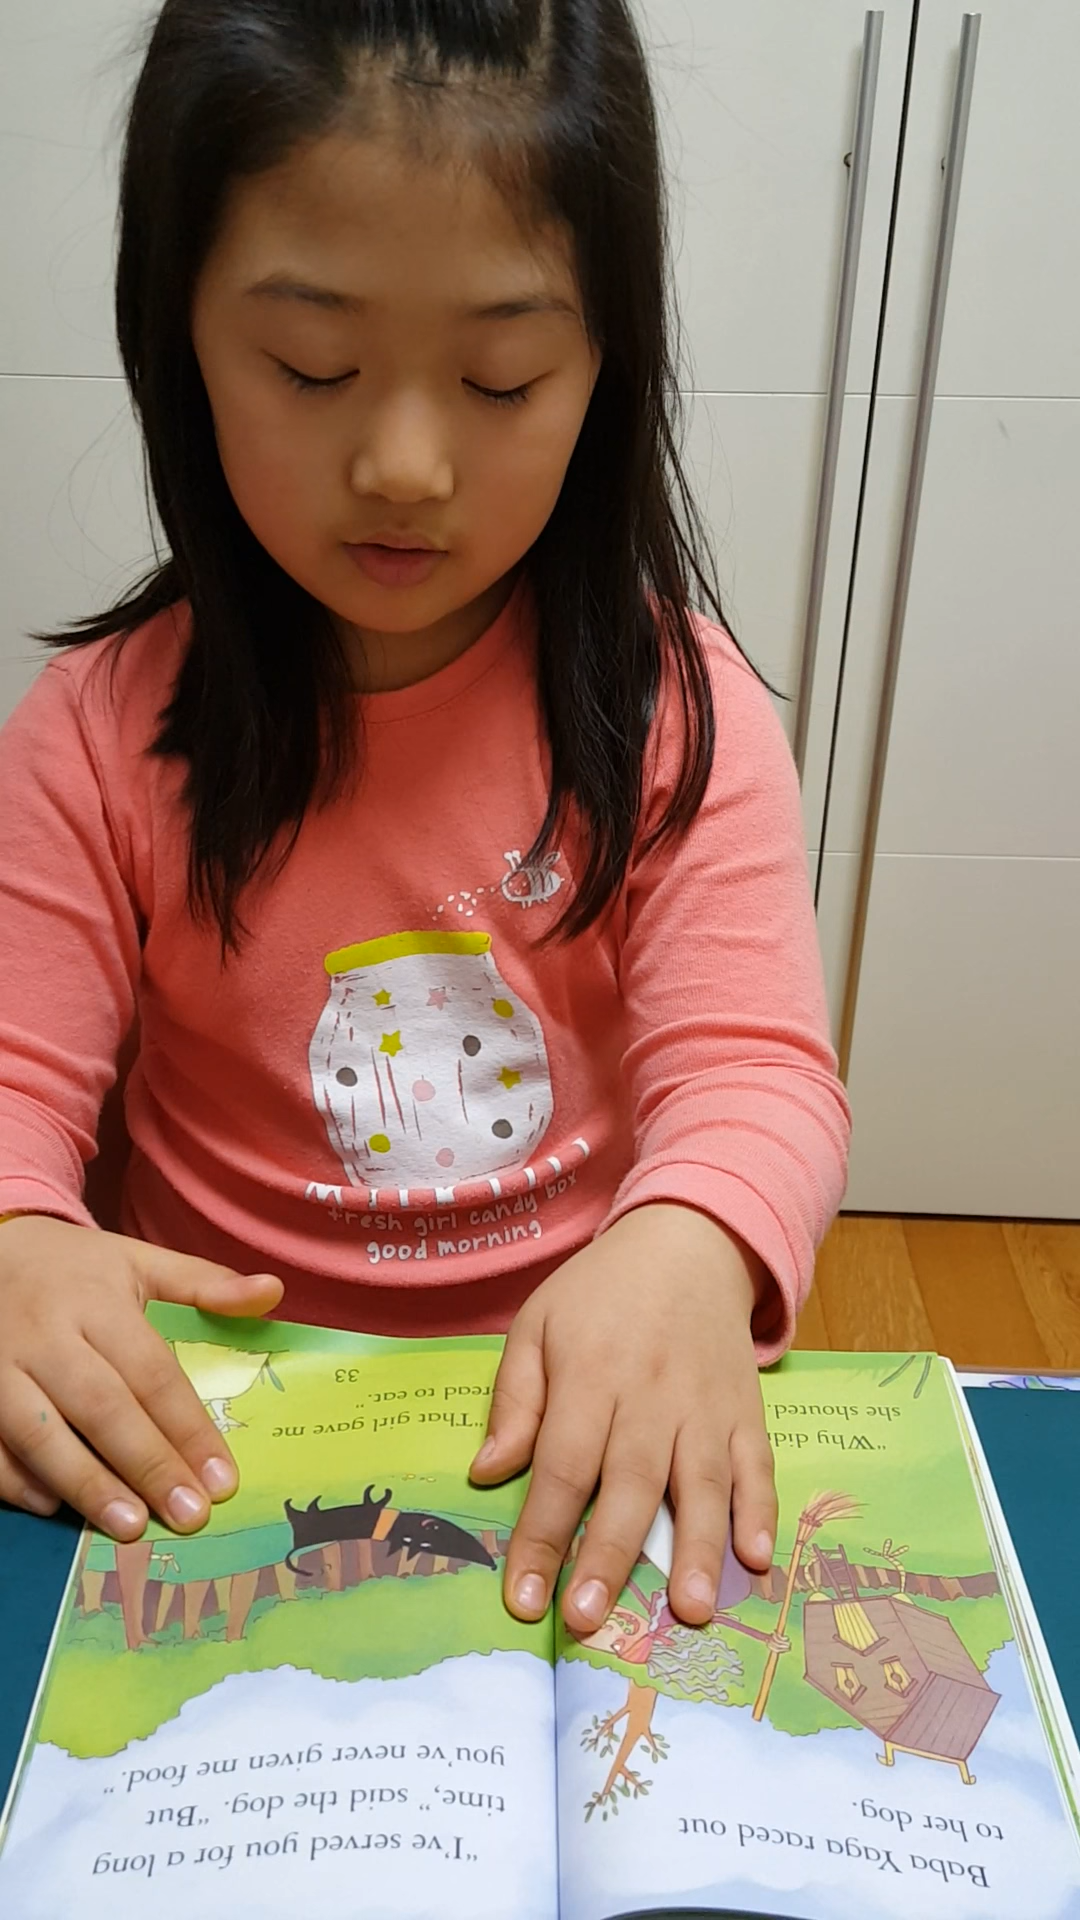 fresh girl candy box
good morning
Baba Yaga raced out
to her dog.
"Why
she shouted.
"I've served you for a long
time," said the dog. "But
you've never given me food."
"That girl gave me
to eat."
33